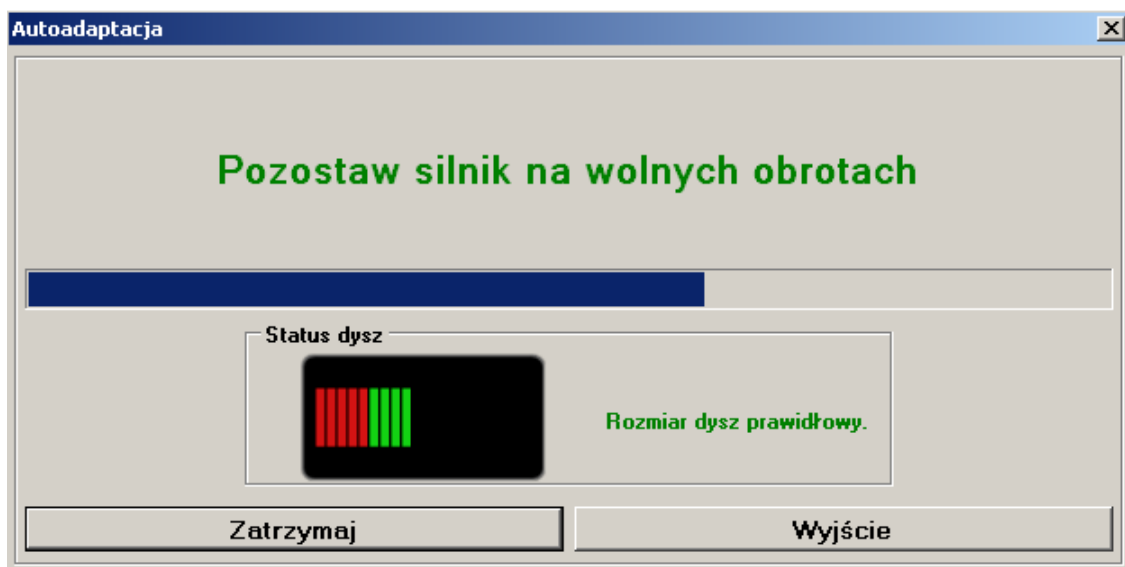 Autoadaptacja
Pozostaw silnik na wolnych obrotach
Status dysz
Rozmiar dysz prawidłowy.
Zatrzymaj
Wyjście